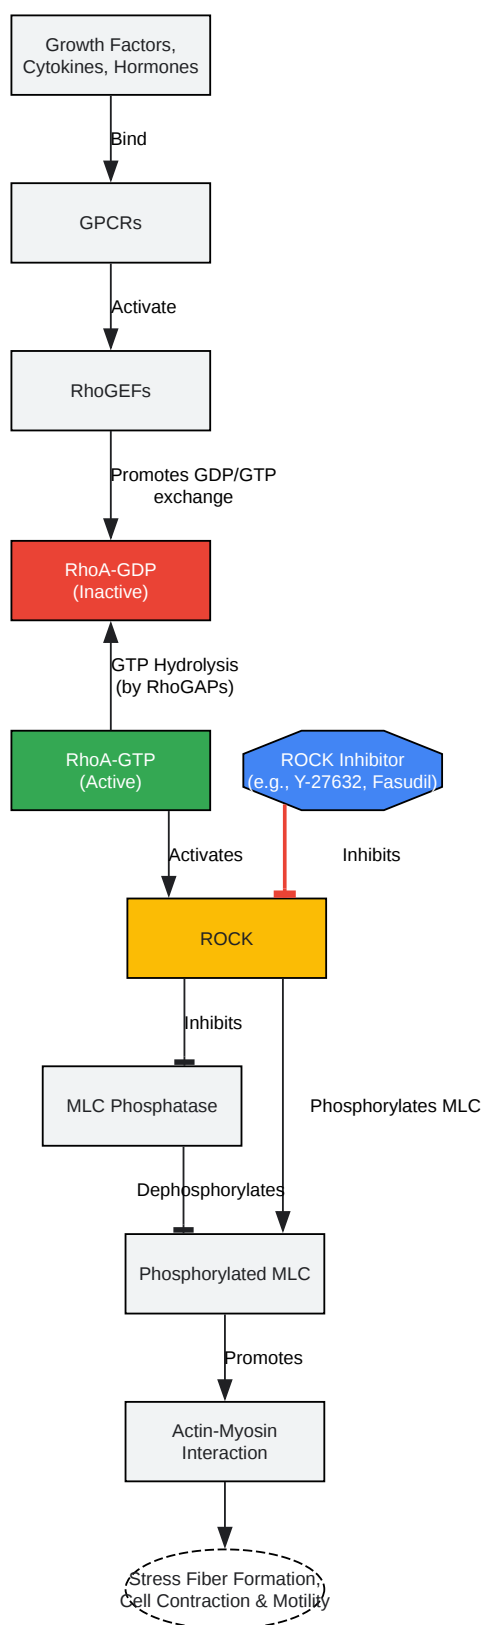 Growth Factors,
Cytokines, Hormones
Bind
GPCRs
Activate
RhoGEFs
Promotes GDP/GTP
exchange
RhoA-GDP
(Inactive)
GTP Hydrolysis
(by RhoGAPs)
RhoA-GTP
(Active)
ROCK Inhibitor
(e.g., Y-27632, Fasudil)
Activates
Inhibits
ROCK
Inhibits
MLC Phosphatase
Phosphorylates MLC
Dephosphorylates
Phosphorylated MLC
Promotes
Actin-Myosin
Interaction
Stress Fiber Formation,
Cell Contraction & Motility